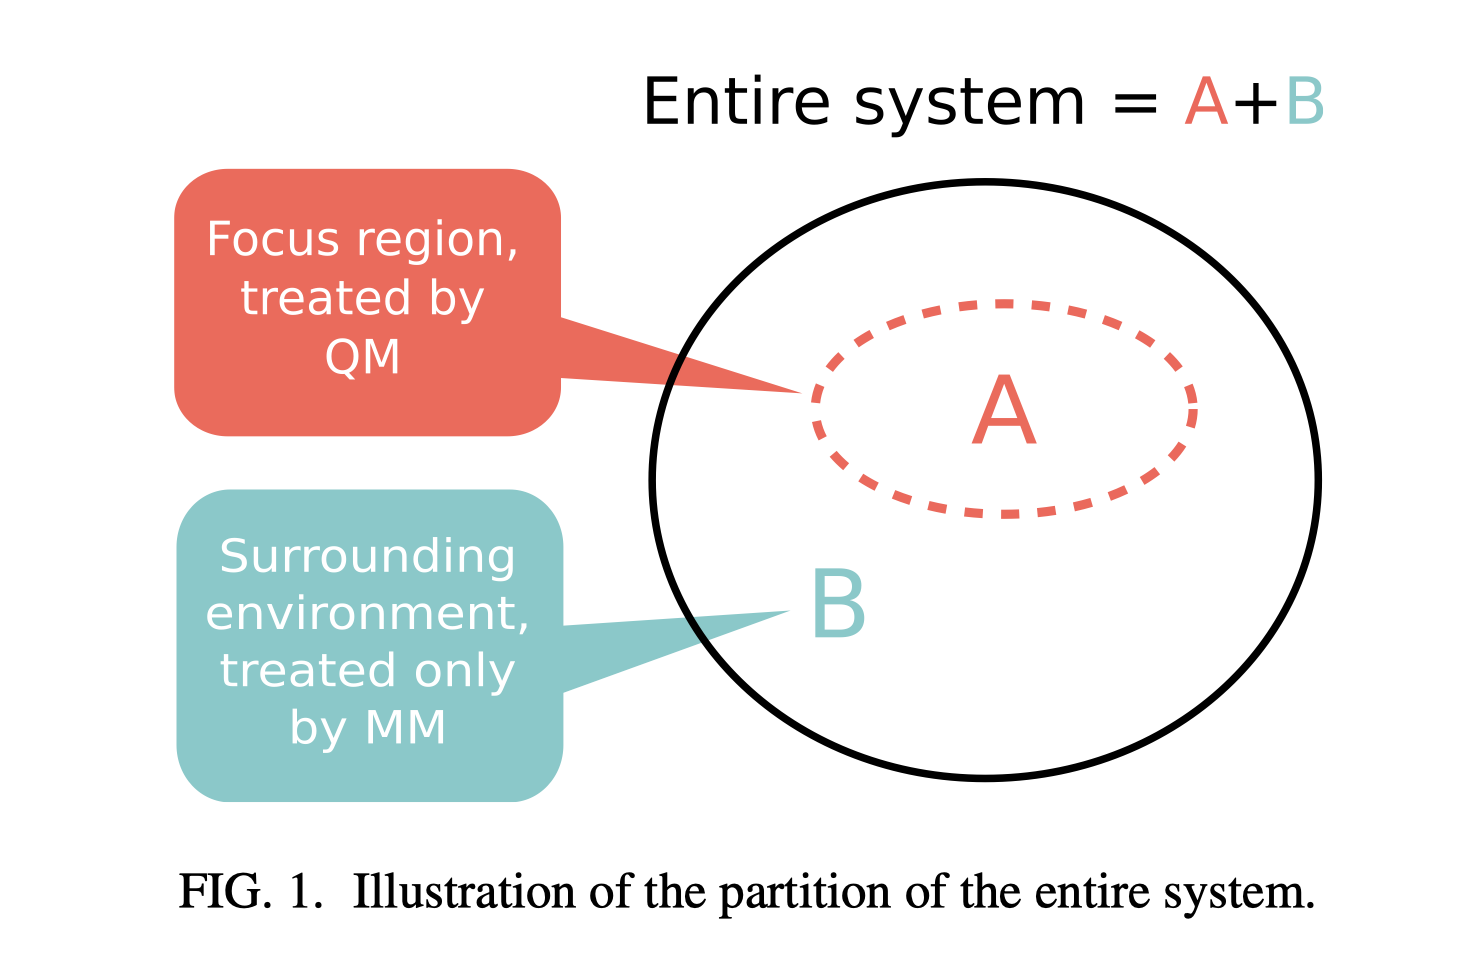 Entire system = A+B
Focus region,
treated by
QM
A
Surrounding
environment,
treated only
by MM
B
FIG. 1. Illustration of the partition of the entire system.